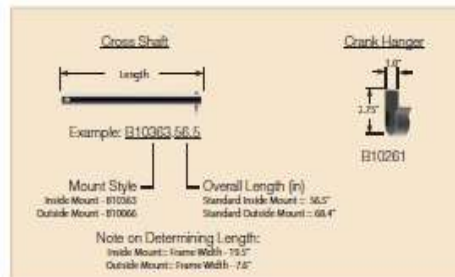 Cross Shaft
Crank Hanger
Length
1.6"
3.75"
Example: B10363.56.5
B10261
Mount Style
Inside Mount - B10363
Outside Mount - B10066
Overall Length (in)
Standard Inside Mount :: 56.5"
Standard Outside Mount :: 68.4"
Note on Determining Length:
Inside Mount:: Frame Width - 19.5"
Outside Mount:: Frame Width - 7.6"